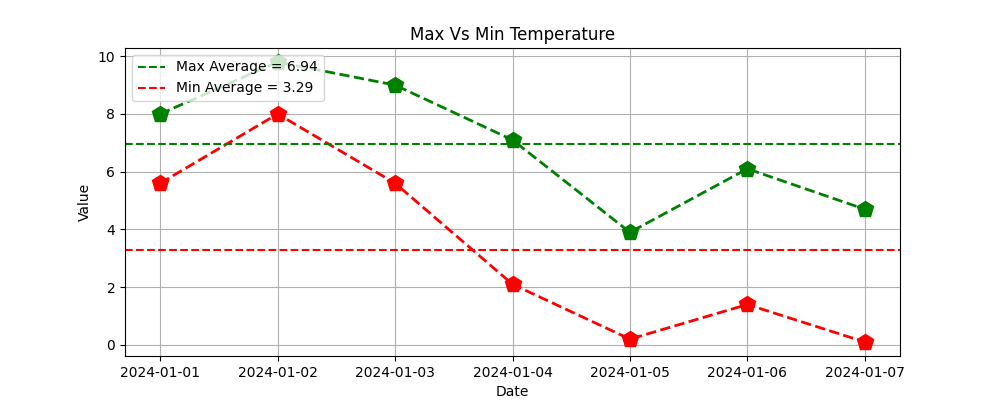 Max Vs Min Temperature
Max Average = 6.94
Min Average = 3.29
Value
10
8
6
4
2
0
2024-01-01 2024-01-02 2024-01-03 2024-01-04 2024-01-05 2024-01-06 2024-01-07
Date